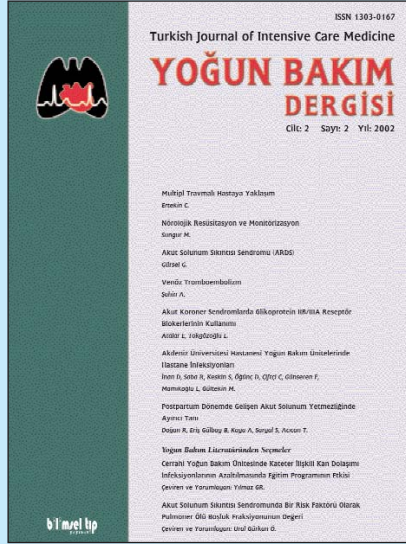 ISSN 1303-0167
Turkish Journal of Intensive Care Medicine
YOĞUN BAKIM
DERGİSİ
Cilt: 2 Sayı: 2 Yıl: 2002
Multipl Travmalı Hastaya Yaklaşım
Ertekin C.
Nörolojik Resüsitasyon ve Monitörizasyon
Sungur M.
Akut Solunum Sıkıntısı Sendromu (ARDS)
Gürsel G.
Venöz Tromboembolizm
Şahin A.
Akut Koroner Sendromlarda Glikoprotein IIB/IIIA Reseptör
Blokerlerinin Kullanımı
Atalar E, Tokgözoğlu L.
Akdeniz Üniversitesi Hastanesi Yoğun Bakım Ünitelerinde
Hastane İnfeksiyonları
İnan D, Saba R, Keskin S, Öğünç D, Çiftçi C, Günseren F,
Mamıkoğlu L, Gültekin M.
Postpartum Dönemde Gelişen Akut Solunum Yetmezliğinde
Ayırıcı Tanı
Doğan R, Eriş Gülbay B, Kaya A, Saryal S, Acıcan T.
Yoğun Bakım Literatüründen Seçmeler
Cerrahi Yoğun Bakım Ünitesinde Kateter İlişkili Kan Dolaşımı
İnfeksiyonlarının Azaltılmasında Eğitim Programının Etkisi
Çeviren ve Yorumlayan: Yılmaz GR.
Akut Solunum Sıkıntısı Sendromunda Bir Risk Faktörü Olarak
Pulmoner Ölü Boşluk Fraksiyonunun Değeri
Çeviren ve Yorumlayan: Ural Gürkan Ö.
bilimsel tıp